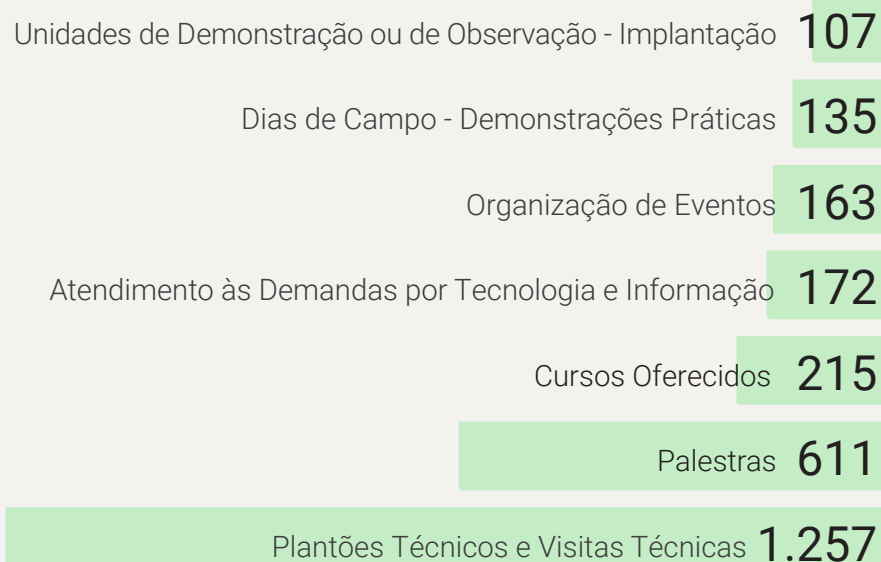 Unidades de Demonstração ou de Observação - Implantação 107
Dias de Campo - Demonstrações Práticas 135
Organização de Eventos 163
Atendimento às Demandas por Tecnologia e Informação 172
Cursos Oferecidos 215
Palestras 611
Plantões Técnicos e Visitas Técnicas 1.257